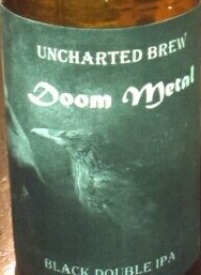 UNCHARTED BREW
Doom Metal
BLACK DOUBLE IPA